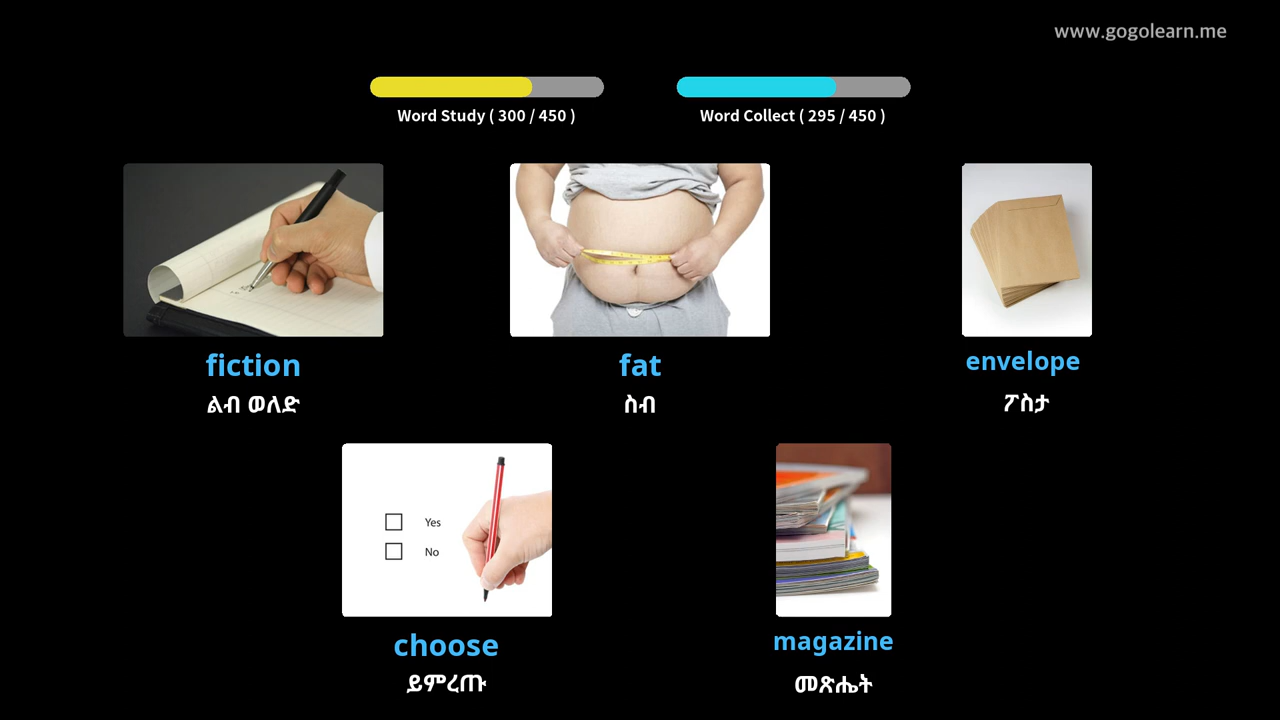 www.gogolearn.me
Word Study ( 300 / 450 )
Word Collect ( 295 / 450 )
fiction
ልብ ወለድ
fat
ስብ
envelope
ፖስታ
Yes
No
choose
ይምረጡ
magazine
መጽሔት